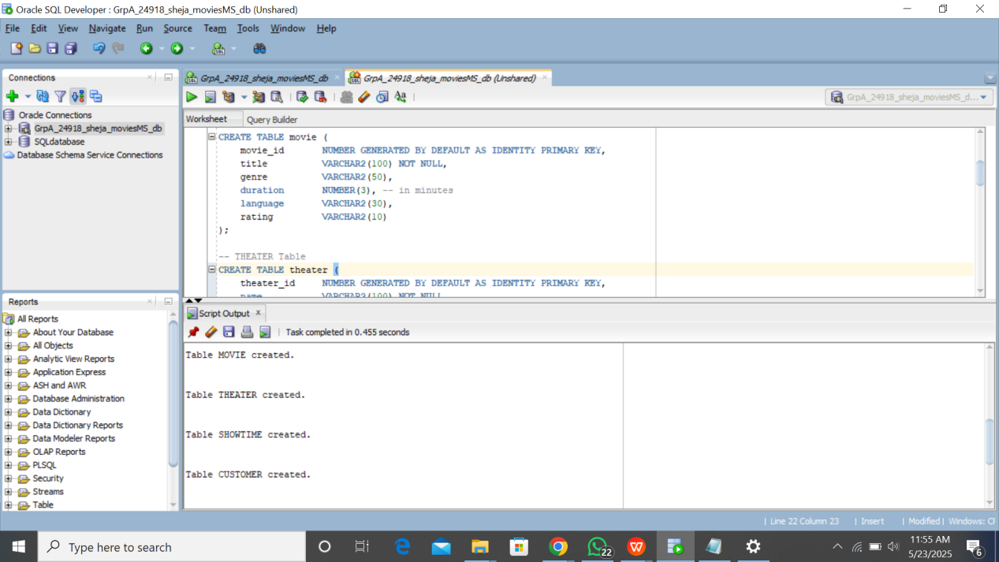 Oracle SQL Developer : GrpA_24918_sheja_moviesMS_db (Unshared)
File Edit View Navigate Run Source Team Tools Window Help
Connections
Oracle Connections
GrpA_24918_sheja_moviesMS_db
SQLdatabase
Database Schema Service Connections
Reports
All Reports
About Your Database
All Objects
Analytic View Reports
Application Express
ASH and AWR
Database Administration
Data Dictionary
Data Dictionary Reports
Data Modeler Reports
OLAP Reports
PLSQL
Security
Streams
Table
GrpA_24918_sheja_moviesMS_db GrpA_24918_sheja_moviesMS_db (Unshared)
GrpA_24918_sheja_moviesMS_d...
Worksheet Query Builder
CREATE TABLE movie (
movie_id NUMBER GENERATED BY DEFAULT AS IDENTITY PRIMARY KEY,
title VARCHAR2(100) NOT NULL,
genre VARCHAR2(50),
duration NUMBER(3), -- in minutes
language VARCHAR2(30),
rating VARCHAR2(10)
);
-- THEATER Table
CREATE TABLE theater (
theater_id NUMBER GENERATED BY DEFAULT AS IDENTITY PRIMARY KEY,
name VARCHAR2(100) NOT NULL
Script Output
Task completed in 0.455 seconds
Table MOVIE created.
Table THEATER created.
Table SHOWTIME created.
Table CUSTOMER created.
Line 22 Column 23 Insert Modified Windows: C
Type here to search
22
11:55 AM
5/23/2025
6